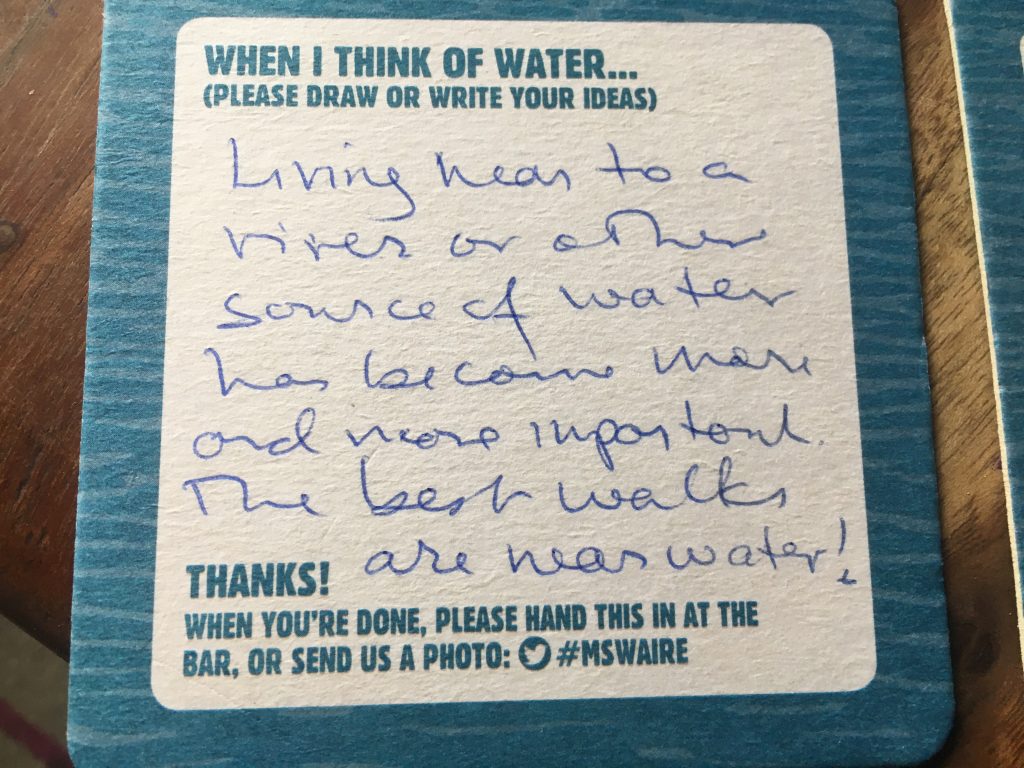 WHEN I THINK OF WATER...
(PLEASE DRAW OR WRITE YOUR IDEAS)
Living near to a
river or other
source of water
has become more
and more important.
The best walks
are near water!
THANKS!
WHEN YOU'RE DONE, PLEASE HAND THIS IN AT THE
BAR, OR SEND US A PHOTO: #MSWAIRE